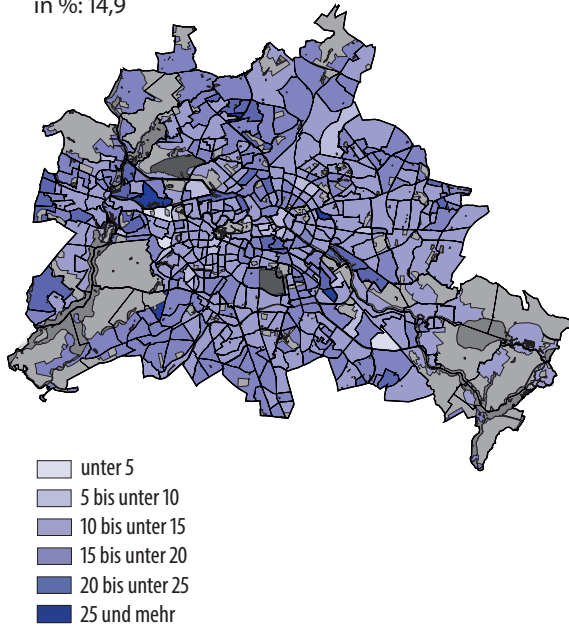 in %: 14,9
unter 5
5 bis unter 10
10 bis unter 15
15 bis unter 20
20 bis unter 25
25 und mehr